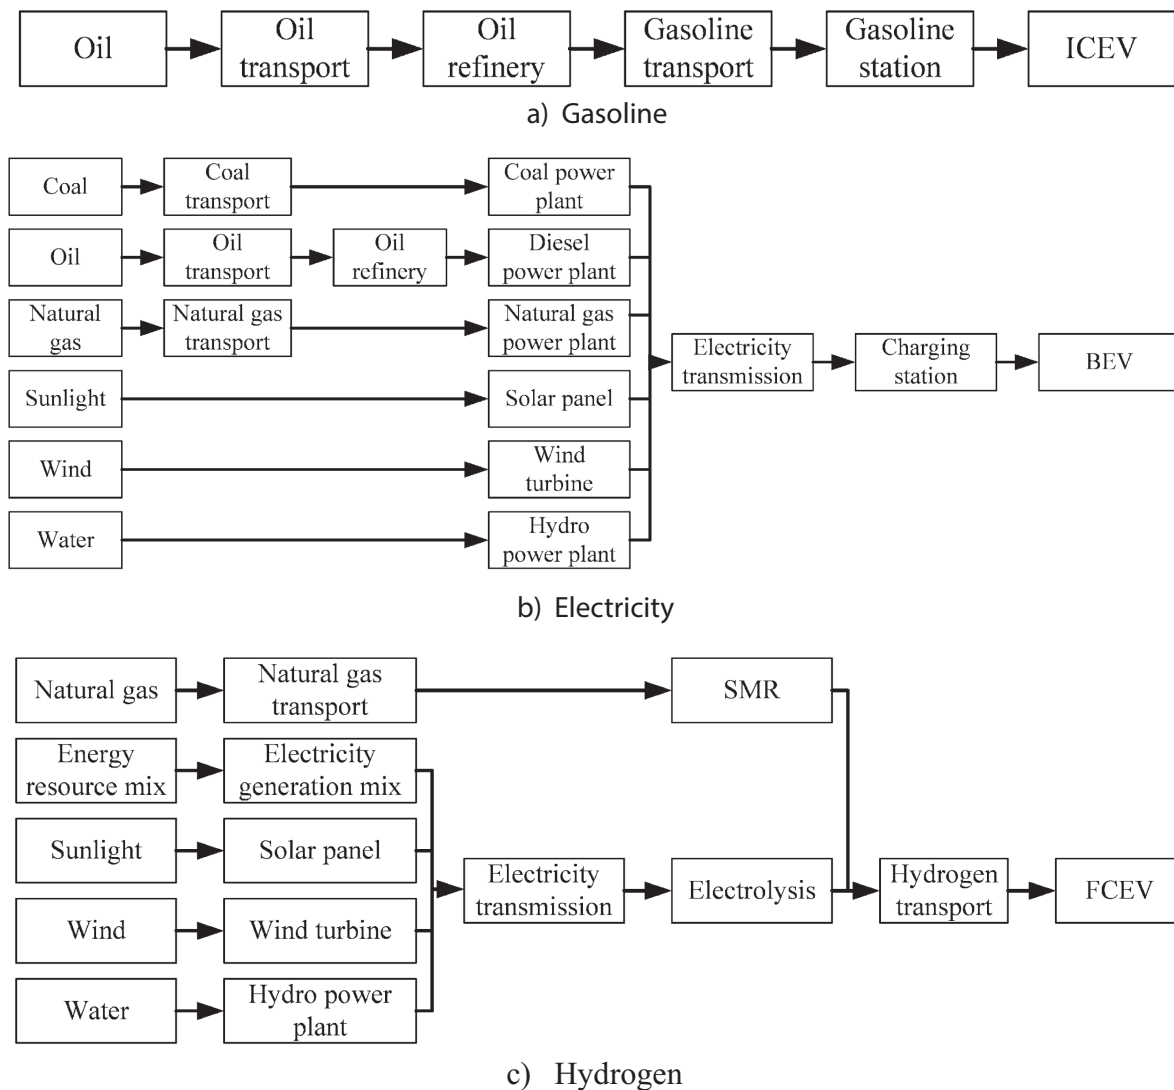 Oil
Oil
transport
Oil
refinery
Gasoline
transport
Gasoline
station
ICEV
a) Gasoline
Coal
Coal
transport
Coal power
plant
Oil
Oil
transport
Oil
refinery
Diesel
power plant
Natural
gas
Natural gas
transport
Natural gas
power plant
Electricity
transmission
Charging
station
BEV
Sunlight
Solar panel
Wind
Wind
turbine
Water
Hydro
power plant
b) Electricity
Natural gas
Natural gas
transport
SMR
Energy
resource mix
Electricity
generation mix
Sunlight
Solar panel
Electricity
transmission
Electrolysis
Hydrogen
transport
FCEV
Wind
Wind turbine
Water
Hydro power
plant
c) Hydrogen